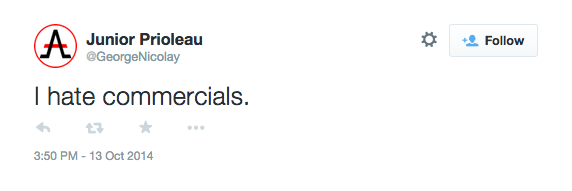 Junior Prioleau
@GeorgeNicolay
Follow
I hate commercials.
3:50 PM - 13 Oct 2014